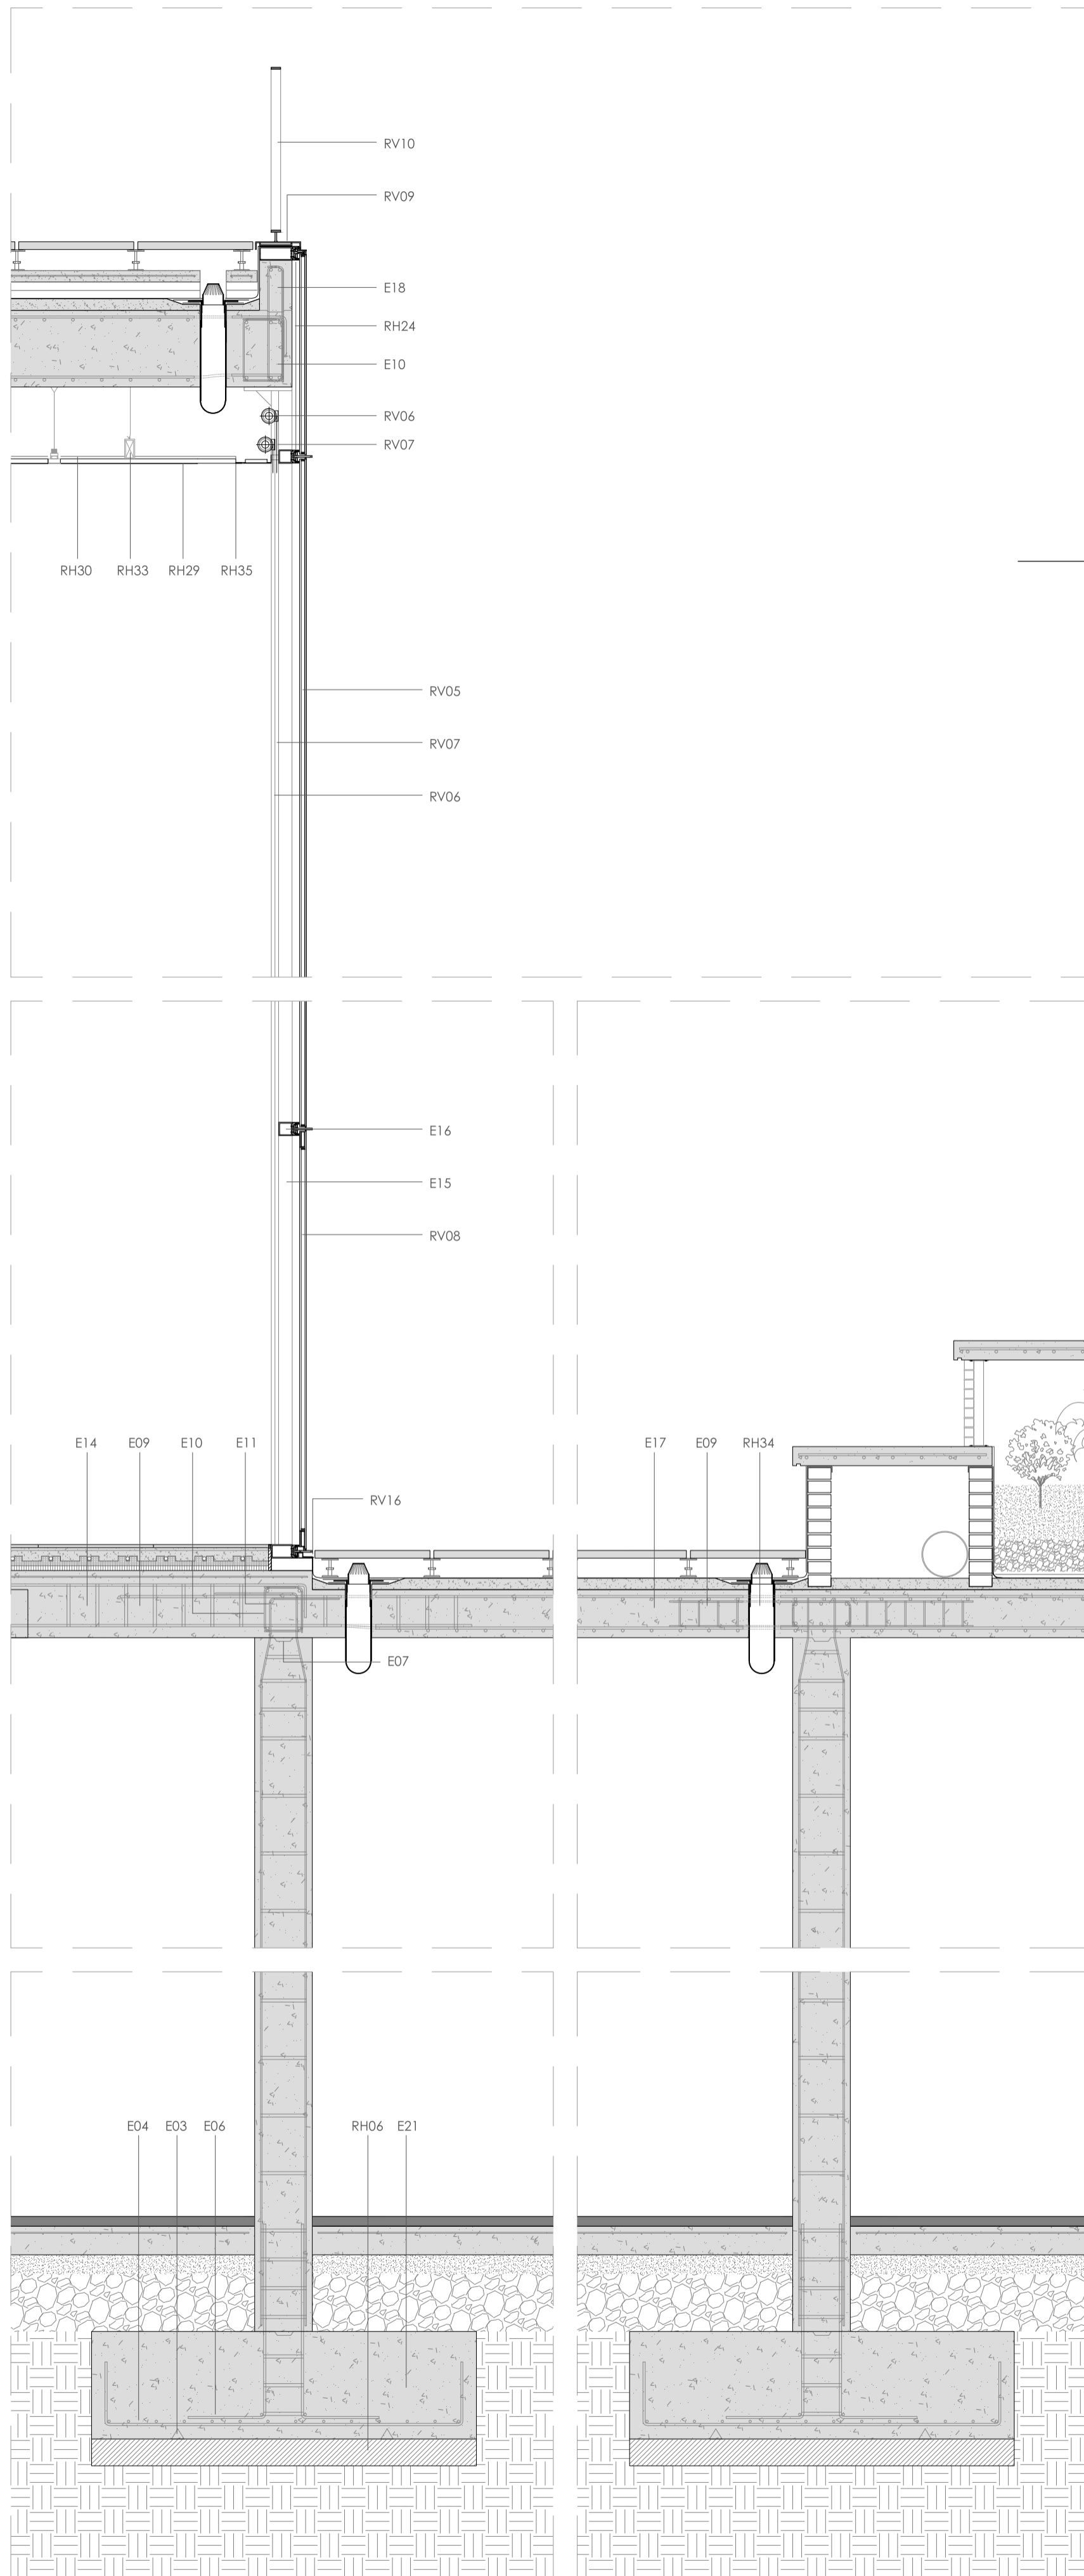 RV10
RV09
E18
RH24
E10
RV06
RV07
RH30 RH33 RH29 RH35
RV05
RV07
RV06
E16
E15
RV08
E14 E09 E10 E11
E17 E09 RH34
RV16
E07
E04 E03 E06 RH06 E21